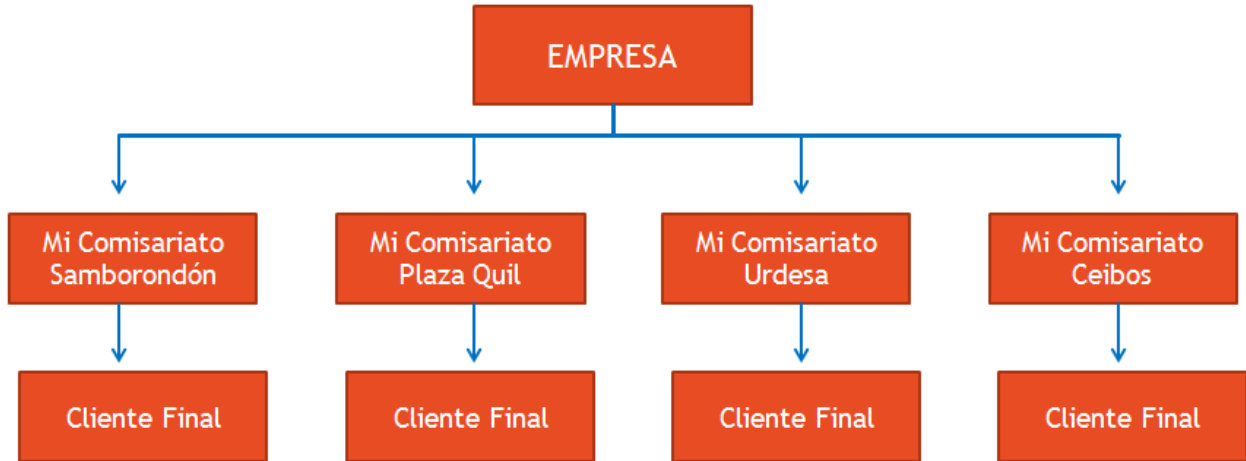 EMPRESA
Mi Comisariato
Samborondón
Mi Comisariato
Plaza Quil
Mi Comisariato
Urdesa
Mi Comisariato
Ceibos
Cliente Final
Cliente Final
Cliente Final
Cliente Final